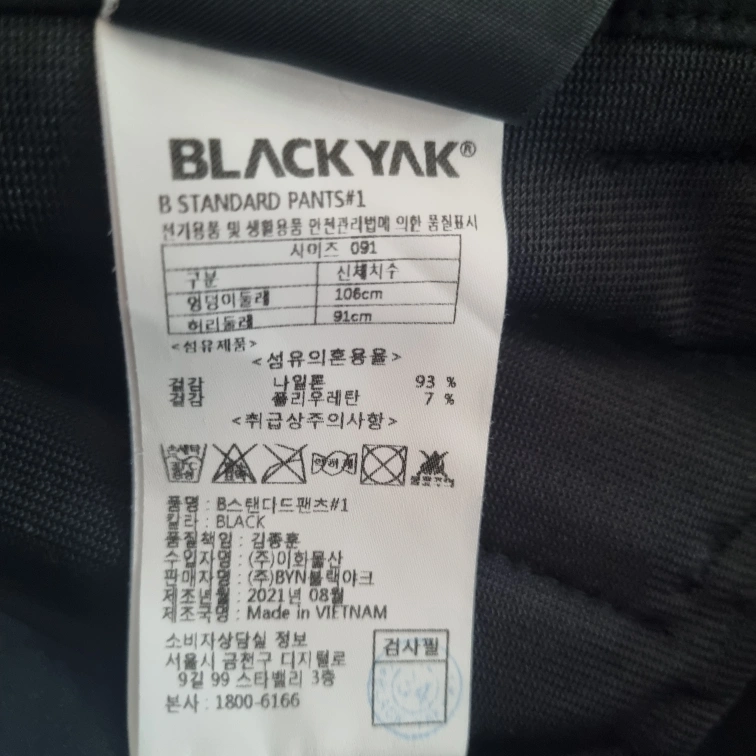 BLACKYAK®
B STANDARD PANTS#1
전기용품 및 생활용품 안전관리법에 의한 품질표시
사이즈 091
구분 신체치수
엉덩이둘레 106cm
허리둘레 91cm
<섬유제품>
<섬유의혼용율>
겉감 나일론 93 %
겉감 폴리우레탄 7 %
<취급상주의사항>
약하게
품명 : B스탠다드팬츠#1
칼라 : BLACK
품질책임 : 김종훈
수입자명 : (주)이화물산
판매자명 : (주)BYN블랙야크
제조년월 : 2021년 08월
제조국명 : Made in VIETNAM
소비자상담실 정보
서울시 금천구 디지털로
9길 99 스타밸리 3층
본사 : 1800-6166
검사필